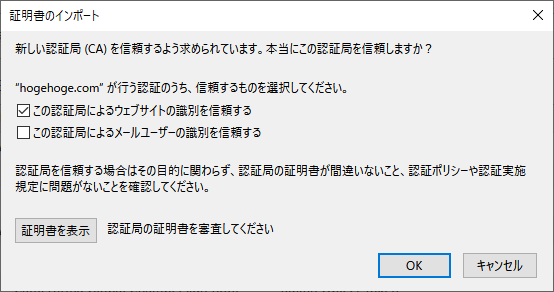 証明書のインポート
新しい認証局 (CA) を信頼するよう求められています。本当にこの認証局を信頼しますか？
“hogehoge.com” が行う認証のうち、信頼するものを選択してください。
この認証局によるウェブサイトの識別を信頼する
この認証局によるメールユーザーの識別を信頼する
認証局を信頼する場合はその目的に関わらず、認証局の証明書が間違いないこと、認証ポリシーや認証実施
規定に問題がないことを確認してください。
証明書を表示 認証局の証明書を審査してください
OK キャンセル